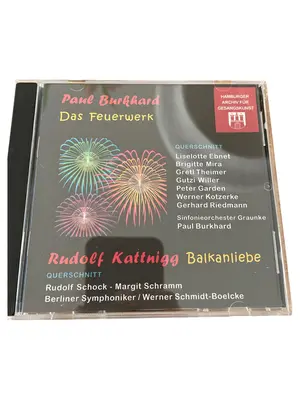 Paul Burkhard
Das Feuerwerk
HAMBURGER
ARCHIV FÜR
GESANGSKUNST
QUERSCHNITT
Liselotte Ebnet
Brigitte Mira
Gretl Theimer
Gutzi Willer
Peter Garden
Werner Kotzerke
Gerhard Riedmann
Sinfonieorchester Graunke
Paul Burkhard
Rudolf Kattnigg Balkanliebe
QUERSCHNITT
Rudolf Schock - Margit Schramm
Berliner Symphoniker / Werner Schmidt-Boelcke